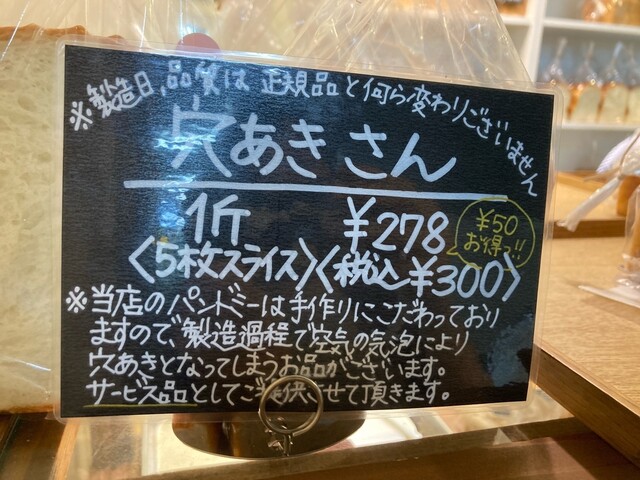 ※製造日、品質は 正規品と何ら変わりございません
穴あきさん
1斤 ¥278
¥50
お得っ!!
〈5枚スライス〉〈税込¥300〉
※当店のパンドミーは手作りにこだわっており
ますので製造過程で空気の気泡により
穴あきとなってしまうお品がございます。
サービス品としてご提供させて頂きます。